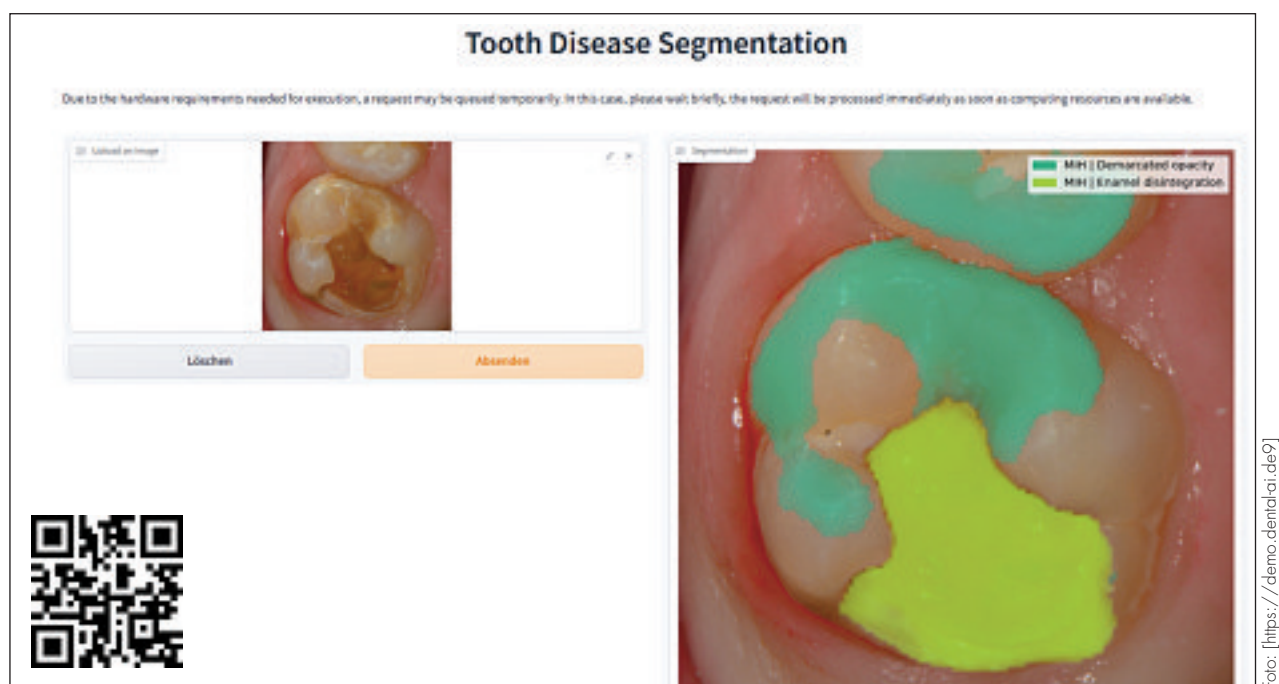 Tooth Disease Segmentation
Due to the hardware requirements needed for execution, a request may be queued temporarily. In this case, please wait briefly, the request will be processed immediately as soon as computing resources are available.
Upload an Image
Segmentation
MIH | Demarcated opacity
MIH | Enamel disintegration
Löschen
Absenden
oto: [https://demo.dental-ai.de9]